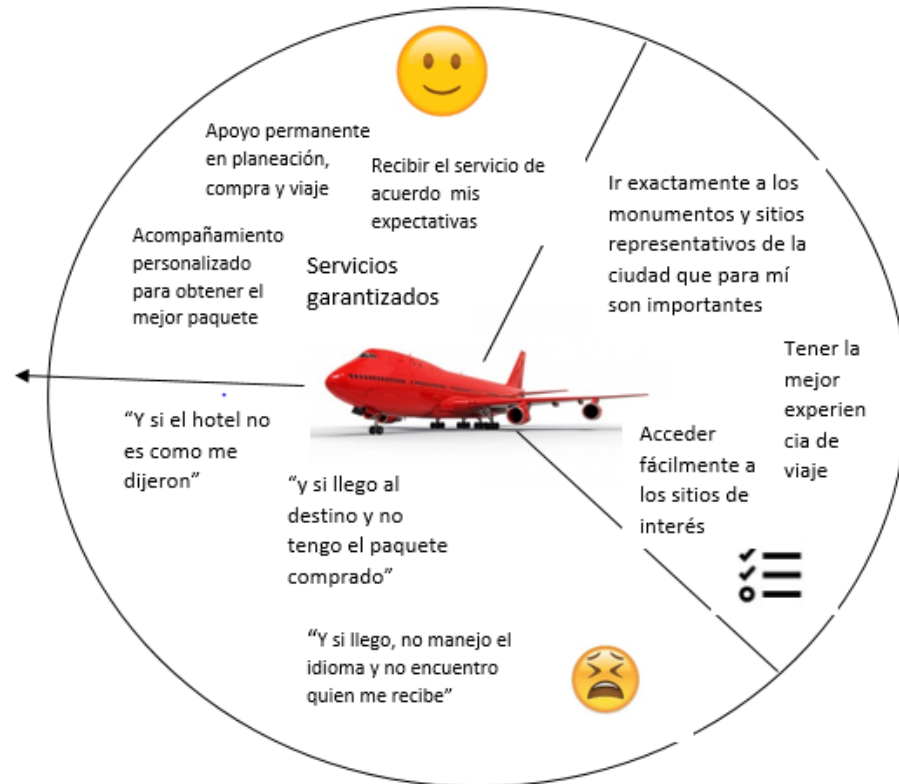 Apoyo permanente
en planeación,
compra y viaje
Recibir el servicio de
acuerdo mis
expectativas
Acompañamiento
personalizado
para obtener el
mejor paquete
Servicios
garantizados
Ir exactamente a los
monumentos y sitios
representativos de la
ciudad que para mí
son importantes
Tener la
mejor
experien
cia de
viaje
Acceder
fácilmente a
los sitios de
interés
“Y si el hotel no
es como me
dijeron”
“y si llego al
destino y no
tengo el paquete
comprado”
“Y si llego, no manejo el
idioma y no encuentro
quien me recibe”